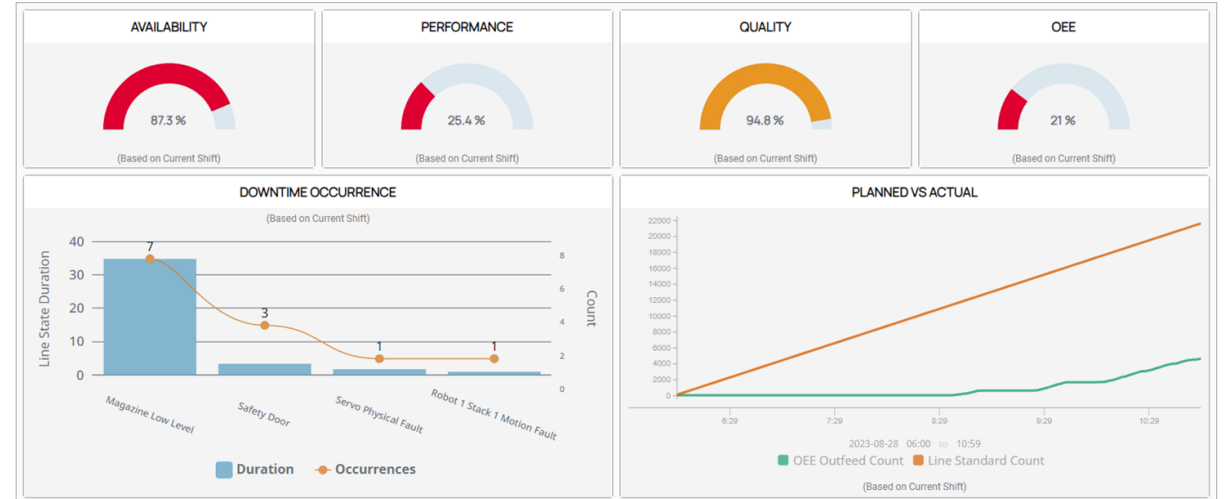 AVAILABILITY
87.3 %
(Based on Current Shift)
PERFORMANCE
25.4 %
(Based on Current Shift)
QUALITY
94.8 %
(Based on Current Shift)
OEE
21 %
(Based on Current Shift)
DOWNTIME OCCURRENCE
(Based on Current Shift)
Line State Duration
40
30
20
10
0
7
3
1
1
8
6
4
2
0
Count
Magazine Low Level
Safety Door
Servo Physical Fault
Robot 1 Stack 1 Motion Fault
Duration
Occurrences
PLANNED VS ACTUAL
22000
20000
18000
16000
14000
12000
10000
8000
6000
4000
2000
0
6:29
7:29
8:29
9:29
10:29
2023-08-28 06:00 to 10:59
OEE Outfeed Count
Line Standard Count
(Based on Current Shift)